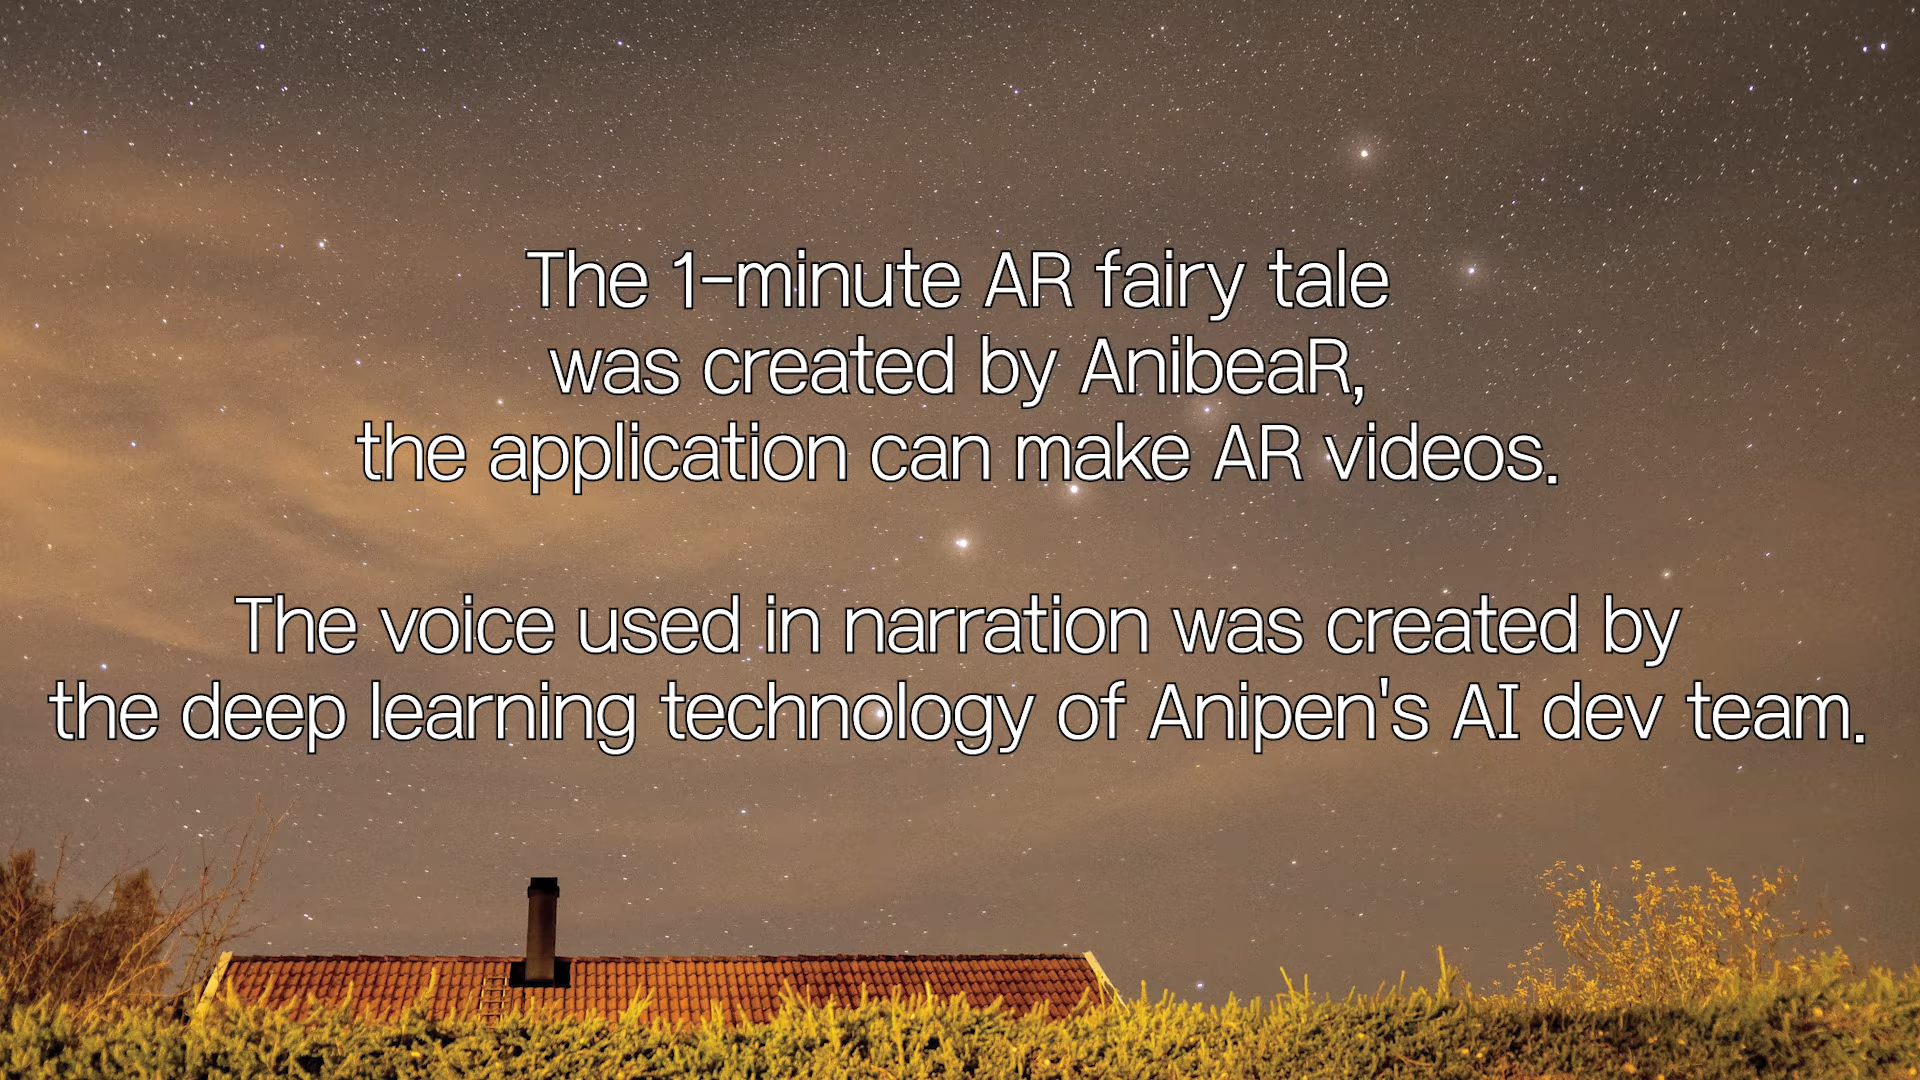 The 1-minute AR fairy tale
was created by AnibeaR,
the application can make AR videos.
The voice used in narration was created by
the deep learning technology of Anipen's AI dev team.